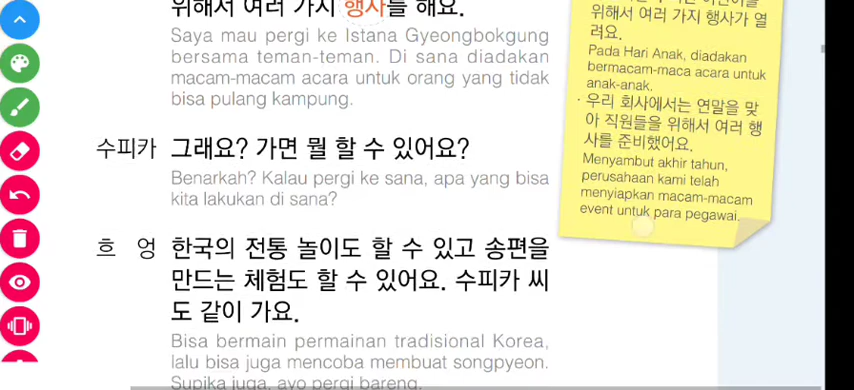 위해서 여러 가지 행사를 해요.
Saya mau pergi ke Istana Gyeongbokgung
bersama teman-teman. Di sana diadakan
macam-macam acara untuk orang yang tidak
bisa pulang kampung.
수피카 그래요? 가면 뭘 할 수 있어요?
Benarkah? Kalau pergi ke sana, apa yang bisa
kita lakukan di sana?
흐 엉 한국의 전통 놀이도 할 수 있고 송편을
만드는 체험도 할 수 있어요. 수피카 씨
도 같이 가요.
Bisa bermain permainan tradisional Korea,
lalu bisa juga mencoba membuat songpyeon.
Supika juga, ayo pergi bareng.
위해서 여러 가지 행사가 열
려요.
Pada Hari Anak, diadakan
bermacam-maca acara untuk
anak-anak.
· 우리 회사에서는 연말을 맞
아 직원들을 위해서 여러 행
사를 준비했어요.
Menyambut akhir tahun,
perusahaan kami telah
menyiapkan macam-macam
event untuk para pegawai.